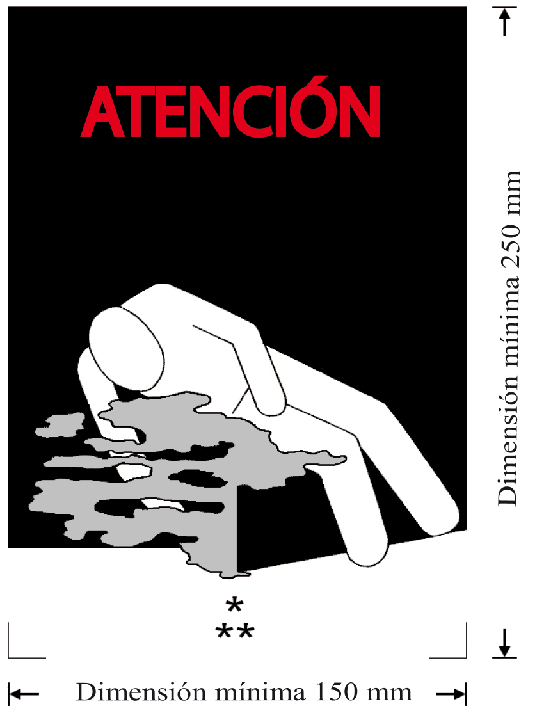 ATENCIÓN
Dimensión mínima 250 mm
*
**
Dimensión mínima 150 mm